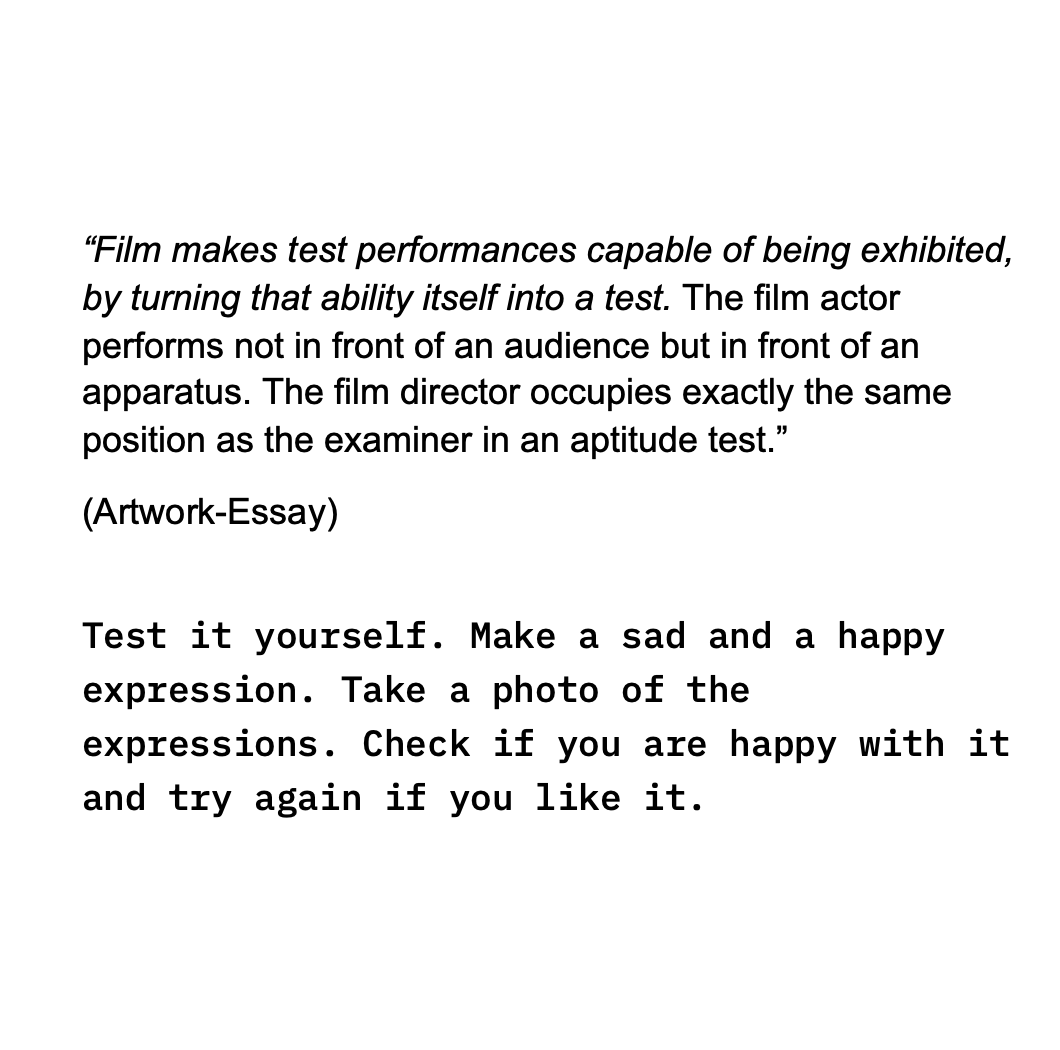 “Film makes test performances capable of being exhibited,
by turning that ability itself into a test. The film actor
performs not in front of an audience but in front of an
apparatus. The film director occupies exactly the same
position as the examiner in an aptitude test.”
(Artwork-Essay)
Test it yourself. Make a sad and a happy
expression. Take a photo of the
expressions. Check if you are happy with it
and try again if you like it.